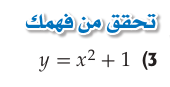 تحقق من فهمك
(3 y = x² + 1